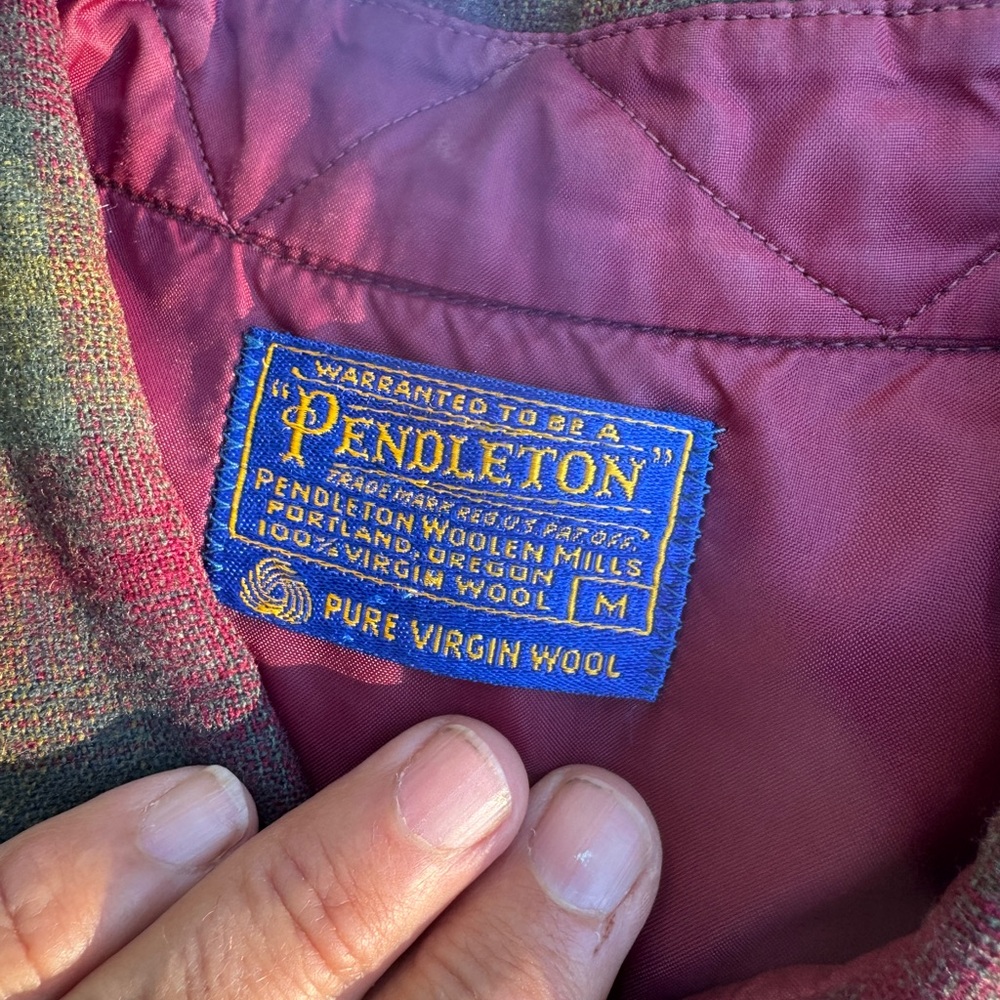 WARRANTED TO BE A
"PENDLETON"
TRADE MARK REG. U.S. PAT. OFF.
PENDLETON WOOLEN MILLS
PORTLAND, OREGON
100% VIRGIN WOOL
M
PURE VIRGIN WOOL